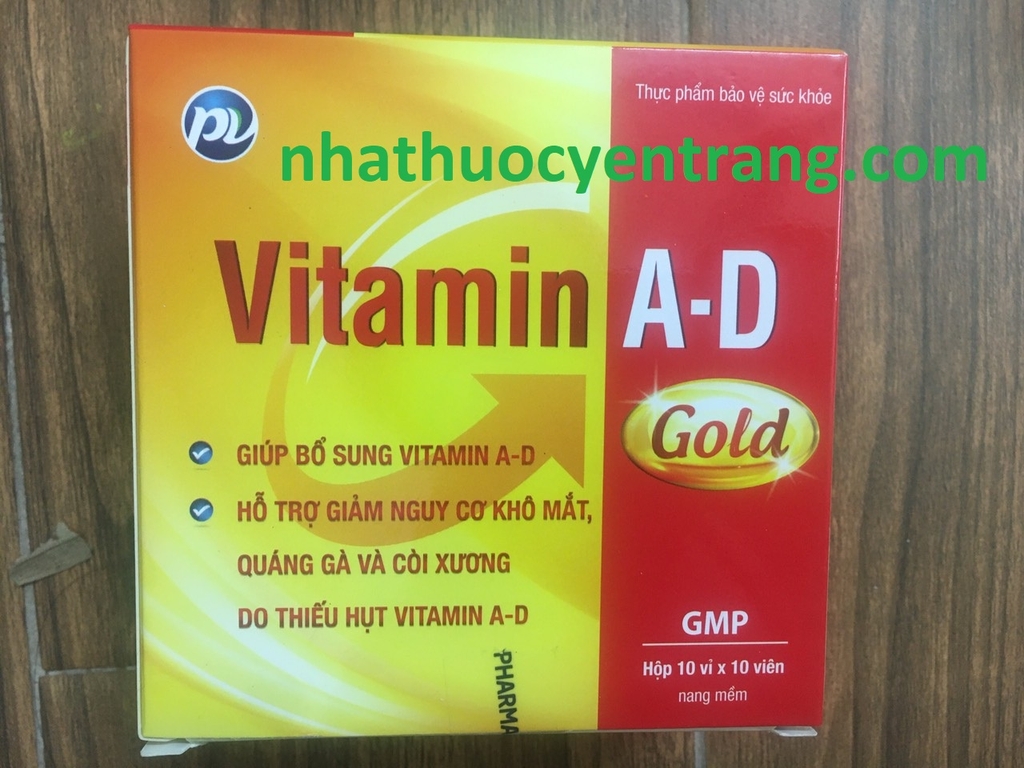 Thực phẩm bảo vệ sức khỏe
PV
nhathuocyentrang.com
Vitamin A-D
Gold
GIÚP BỔ SUNG VITAMIN A-D
HỖ TRỢ GIẢM NGUY CƠ KHÔ MẮT,
QUÁNG GÀ VÀ CÒI XƯƠNG
DO THIẾU HỤT VITAMIN A-D
GMP
Hộp 10 vỉ x 10 viên
nang mềm
PHARMA